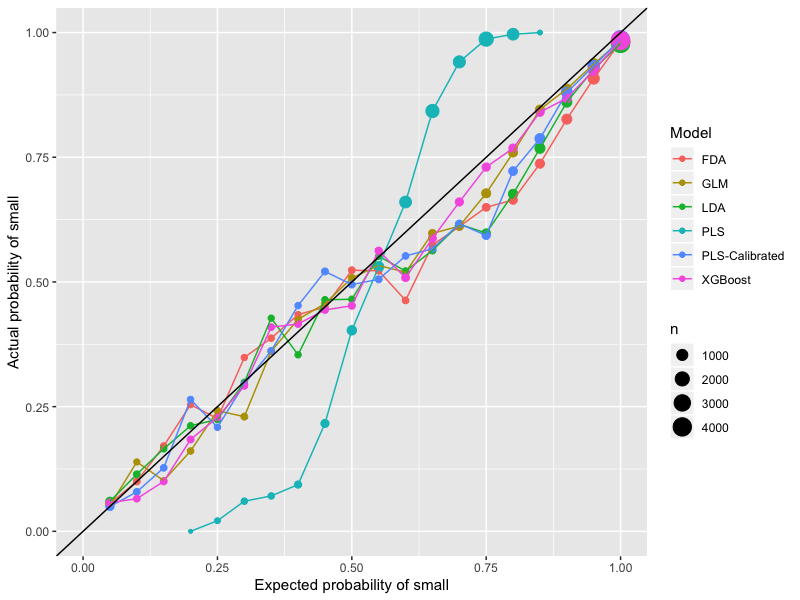 Actual probability of small
1.00
0.75
0.50
0.25
0.00
0.00 0.25 0.50 0.75 1.00
Expected probability of small
Model
FDA
GLM
LDA
PLS
PLS-Calibrated
XGBoost
n
1000
2000
3000
4000